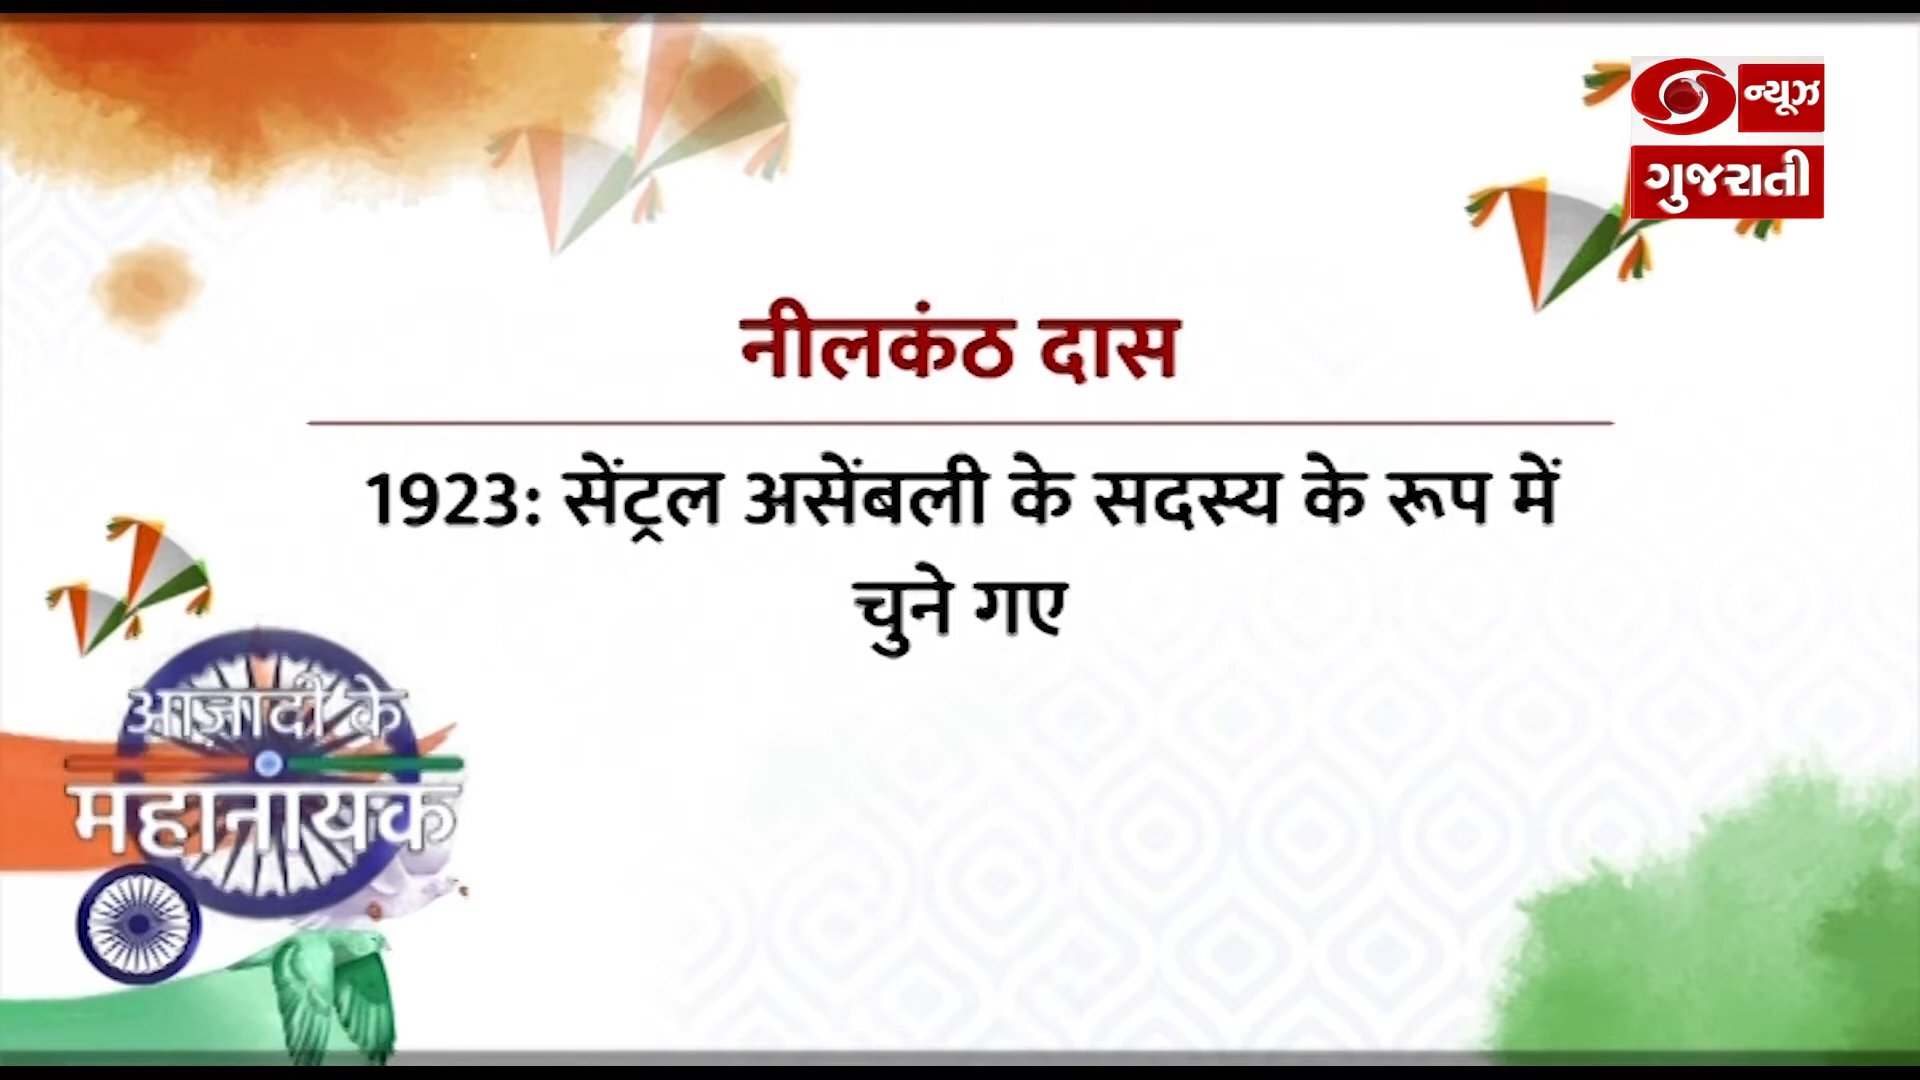 ન્યૂઝ
ગુજરાતી
नीलकंठ दास
1923: सेंट्रल असेंबली के सदस्य के रूप में
चुने गए
आज़ादी के
महानायक